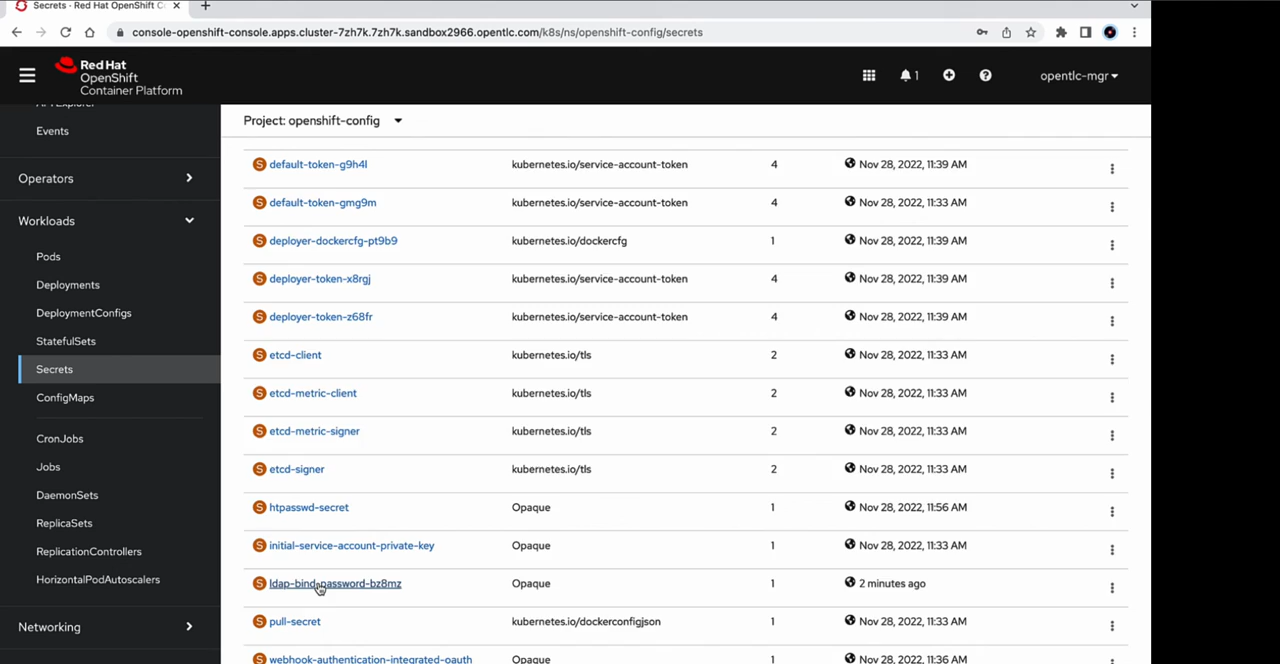 Secrets · Red Hat OpenShift C
console-openshift-console.apps.cluster-7zh7k.7zh7k.sandbox2966.opentlc.com/k8s/ns/openshift-config/secrets
Red Hat
OpenShift
Container Platform
1
opentlc-mgr
API Explorer
Events
Operators
Workloads
Pods
Deployments
DeploymentConfigs
StatefulSets
Secrets
ConfigMaps
CronJobs
Jobs
DaemonSets
ReplicaSets
ReplicationControllers
HorizontalPodAutoscalers
Networking
Project: openshift-config
S default-token-g9h4l kubernetes.io/service-account-token 4 Nov 28, 2022, 11:39 AM
S default-token-gmg9m kubernetes.io/service-account-token 4 Nov 28, 2022, 11:33 AM
S deployer-dockercfg-pt9b9 kubernetes.io/dockercfg 1 Nov 28, 2022, 11:39 AM
S deployer-token-x8rgj kubernetes.io/service-account-token 4 Nov 28, 2022, 11:39 AM
S deployer-token-z68fr kubernetes.io/service-account-token 4 Nov 28, 2022, 11:39 AM
S etcd-client kubernetes.io/tls 2 Nov 28, 2022, 11:33 AM
S etcd-metric-client kubernetes.io/tls 2 Nov 28, 2022, 11:33 AM
S etcd-metric-signer kubernetes.io/tls 2 Nov 28, 2022, 11:33 AM
S etcd-signer kubernetes.io/tls 2 Nov 28, 2022, 11:33 AM
S htpasswd-secret Opaque 1 Nov 28, 2022, 11:56 AM
S initial-service-account-private-key Opaque 1 Nov 28, 2022, 11:33 AM
S ldap-bind-password-bz8mz Opaque 1 2 minutes ago
S pull-secret kubernetes.io/dockerconfigjson 1 Nov 28, 2022, 11:33 AM
S webhook-authentication-integrated-oauth Opaque 1 Nov 28, 2022, 11:36 AM